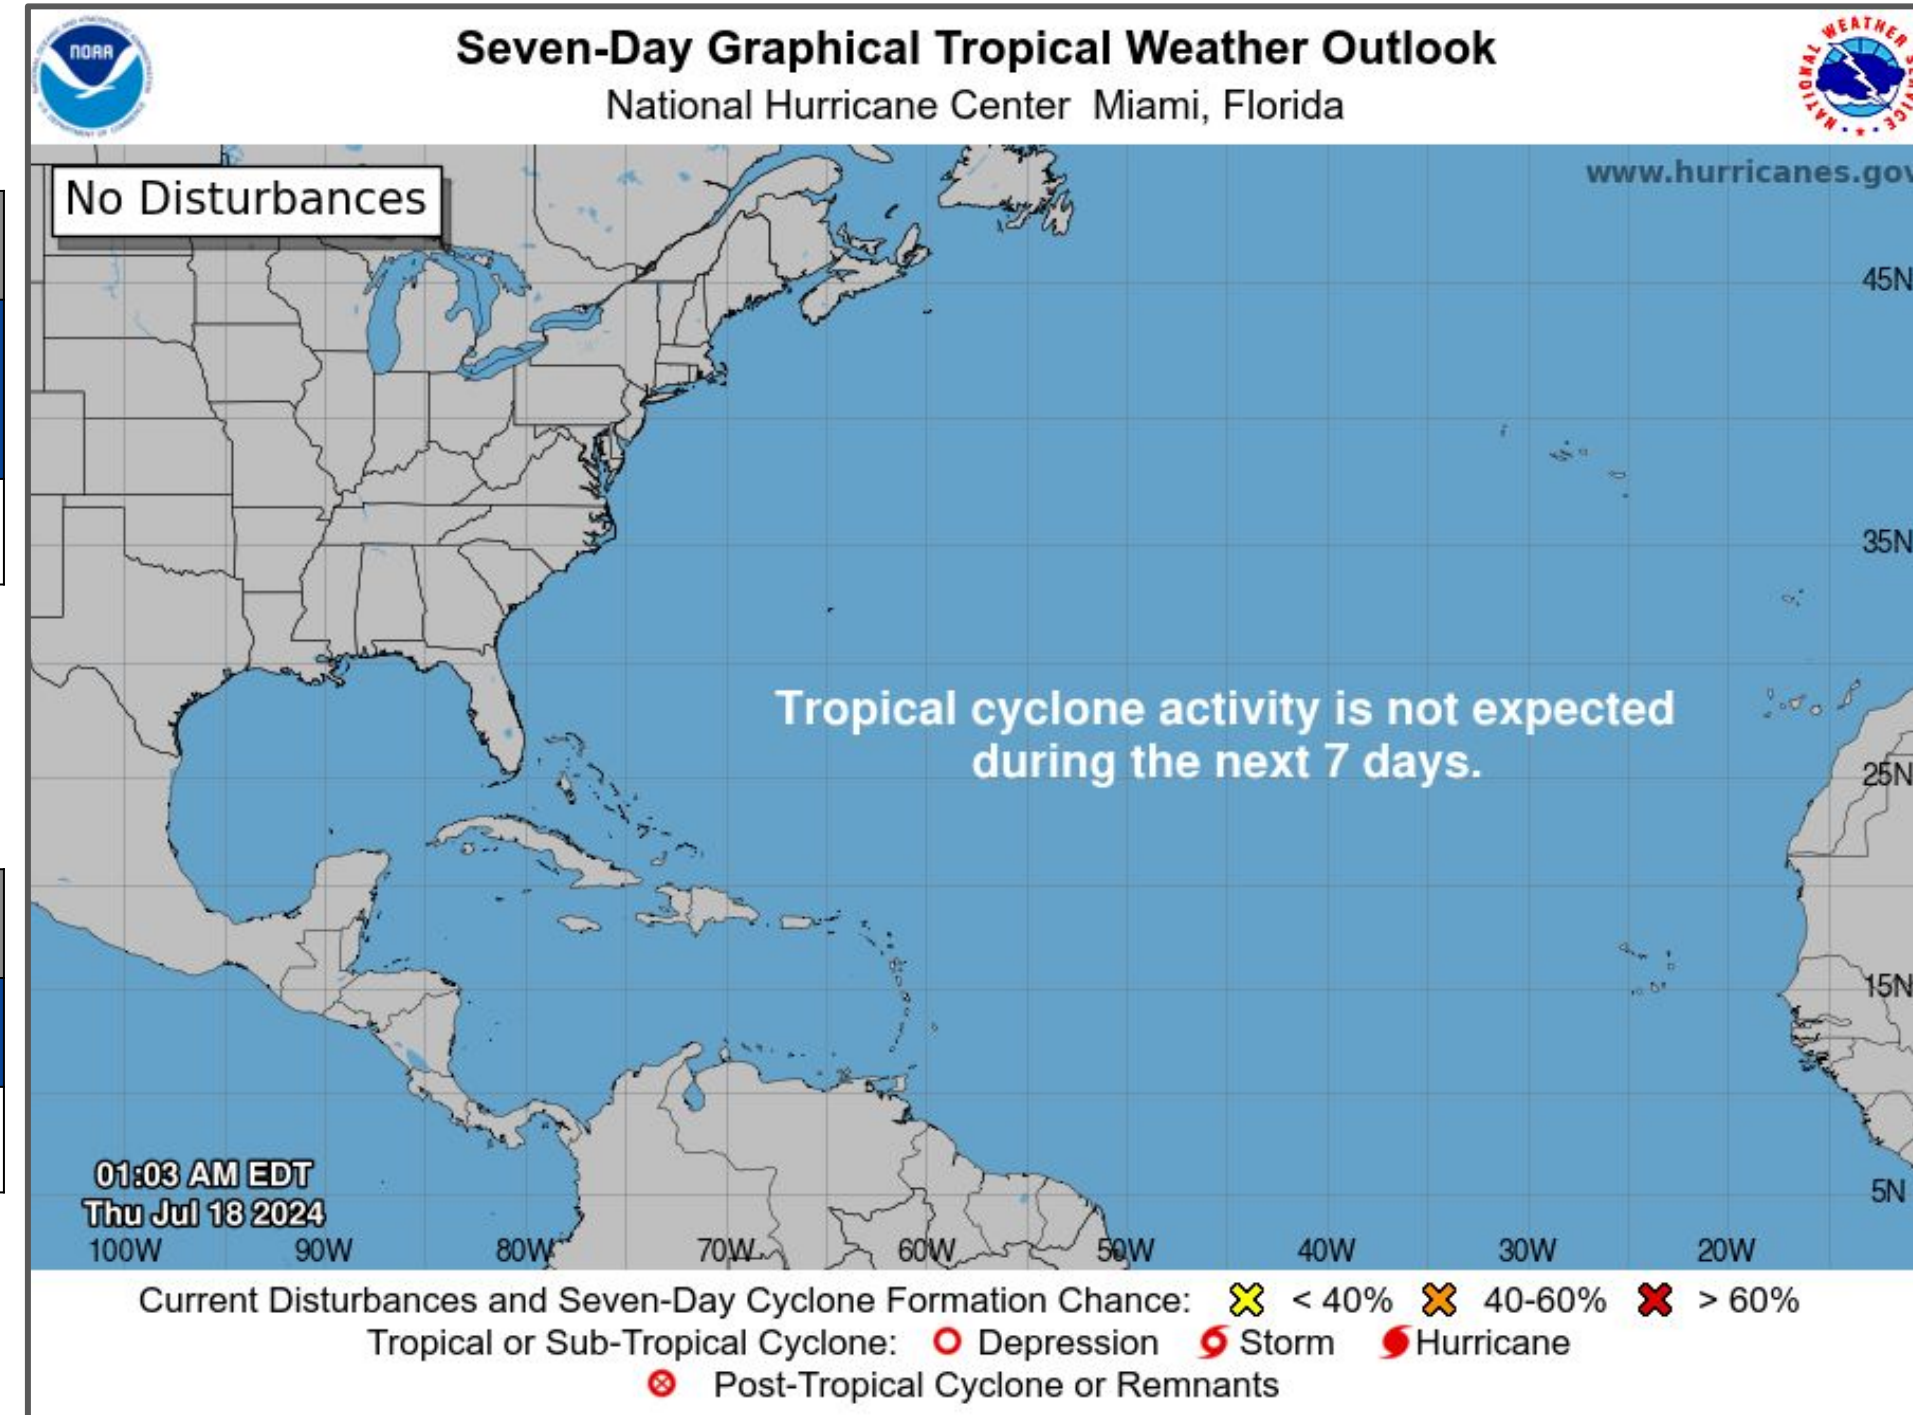 Seven-Day Graphical Tropical Weather Outlook
National Hurricane Center Miami, Florida
NOAA
NATIONAL WEATHER
No Disturbances
www.hurricanes.gov
45N
35N
Tropical cyclone activity is not expected
during the next 7 days.
25N
15N
01:03 AM EDT
Thu Jul 18 2024
5N
100W 90W 80W 70W 60W 50W 40W 30W 20W
Current Disturbances and Seven-Day Cyclone Formation Chance: < 40% 40-60% > 60%
Tropical or Sub-Tropical Cyclone: Depression Storm Hurricane
Post-Tropical Cyclone or Remnants